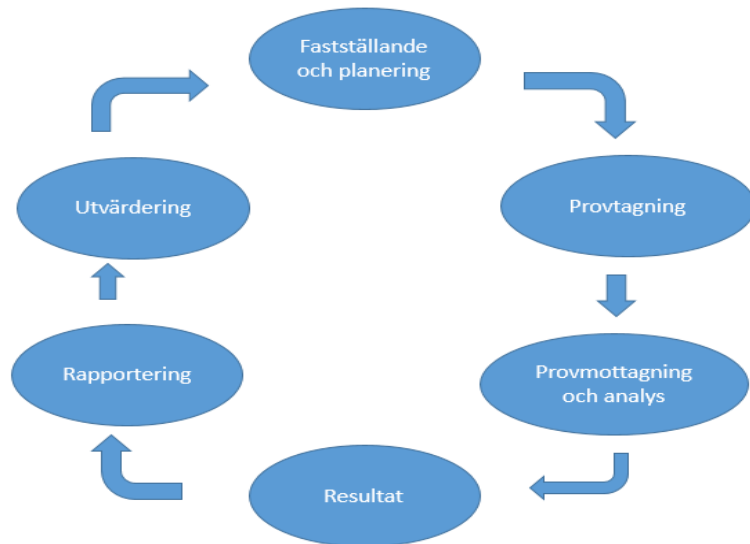 Fastställande
och planering
Provtagning
Provmottagning
och analys
Resultat
Rapportering
Utvärdering